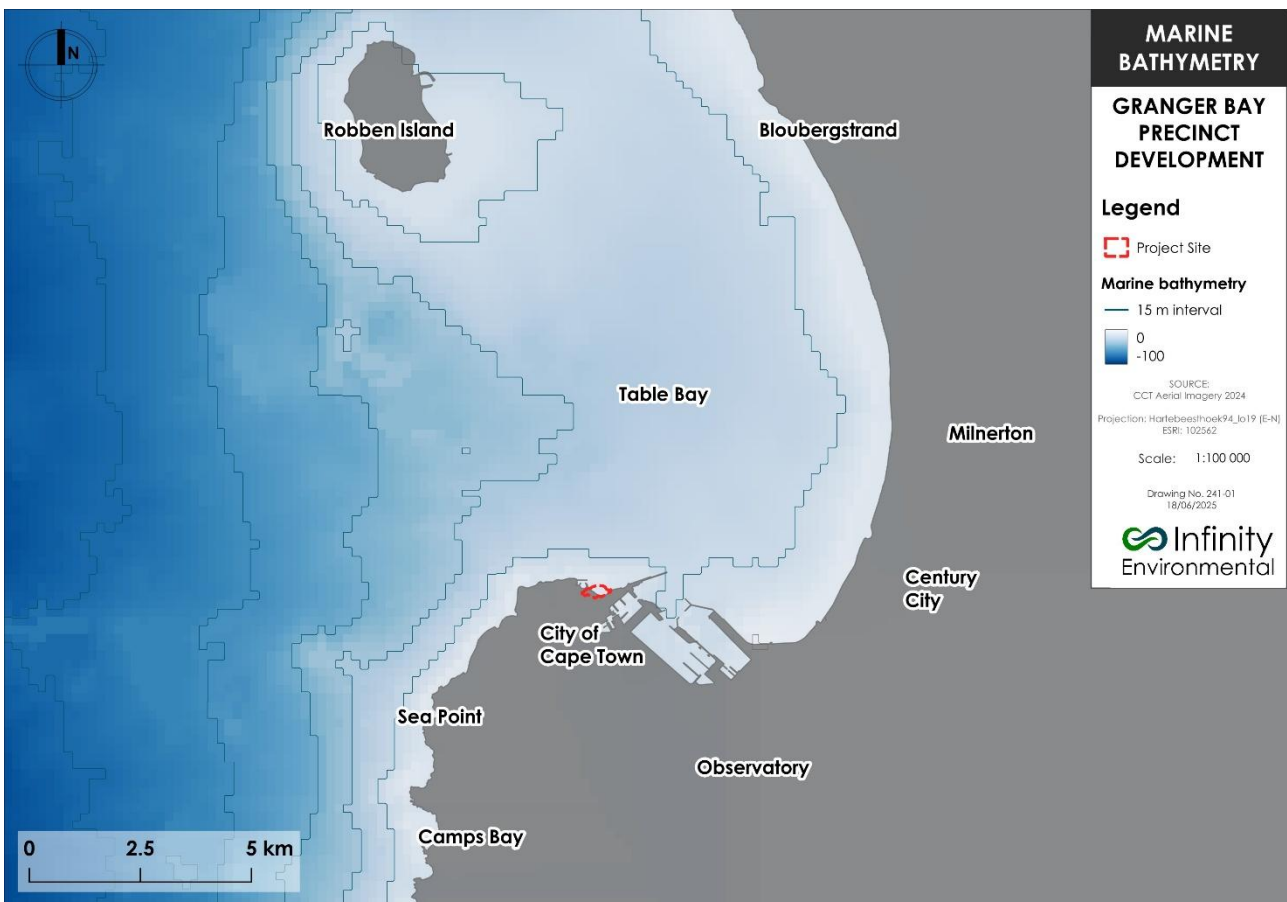 N
Robben Island
Bloubergstrand
Table Bay
Milnerton
Century
City
City of
Cape Town
Sea Point
Observatory
Camps Bay
0 2.5 5 km
MARINE
BATHYMETRY
GRANGER BAY
PRECINCT
DEVELOPMENT
Legend
Project Site
Marine bathymetry
15 m interval
0
-100
SOURCE:
CCT Aerial Imagery 2024
Projection: Hartebeesthoek94_lo19 (E-N)
ESRI: 102562
Scale: 1:100 000
Drawing No. 241-01
18/06/2025
Infinity
Environmental